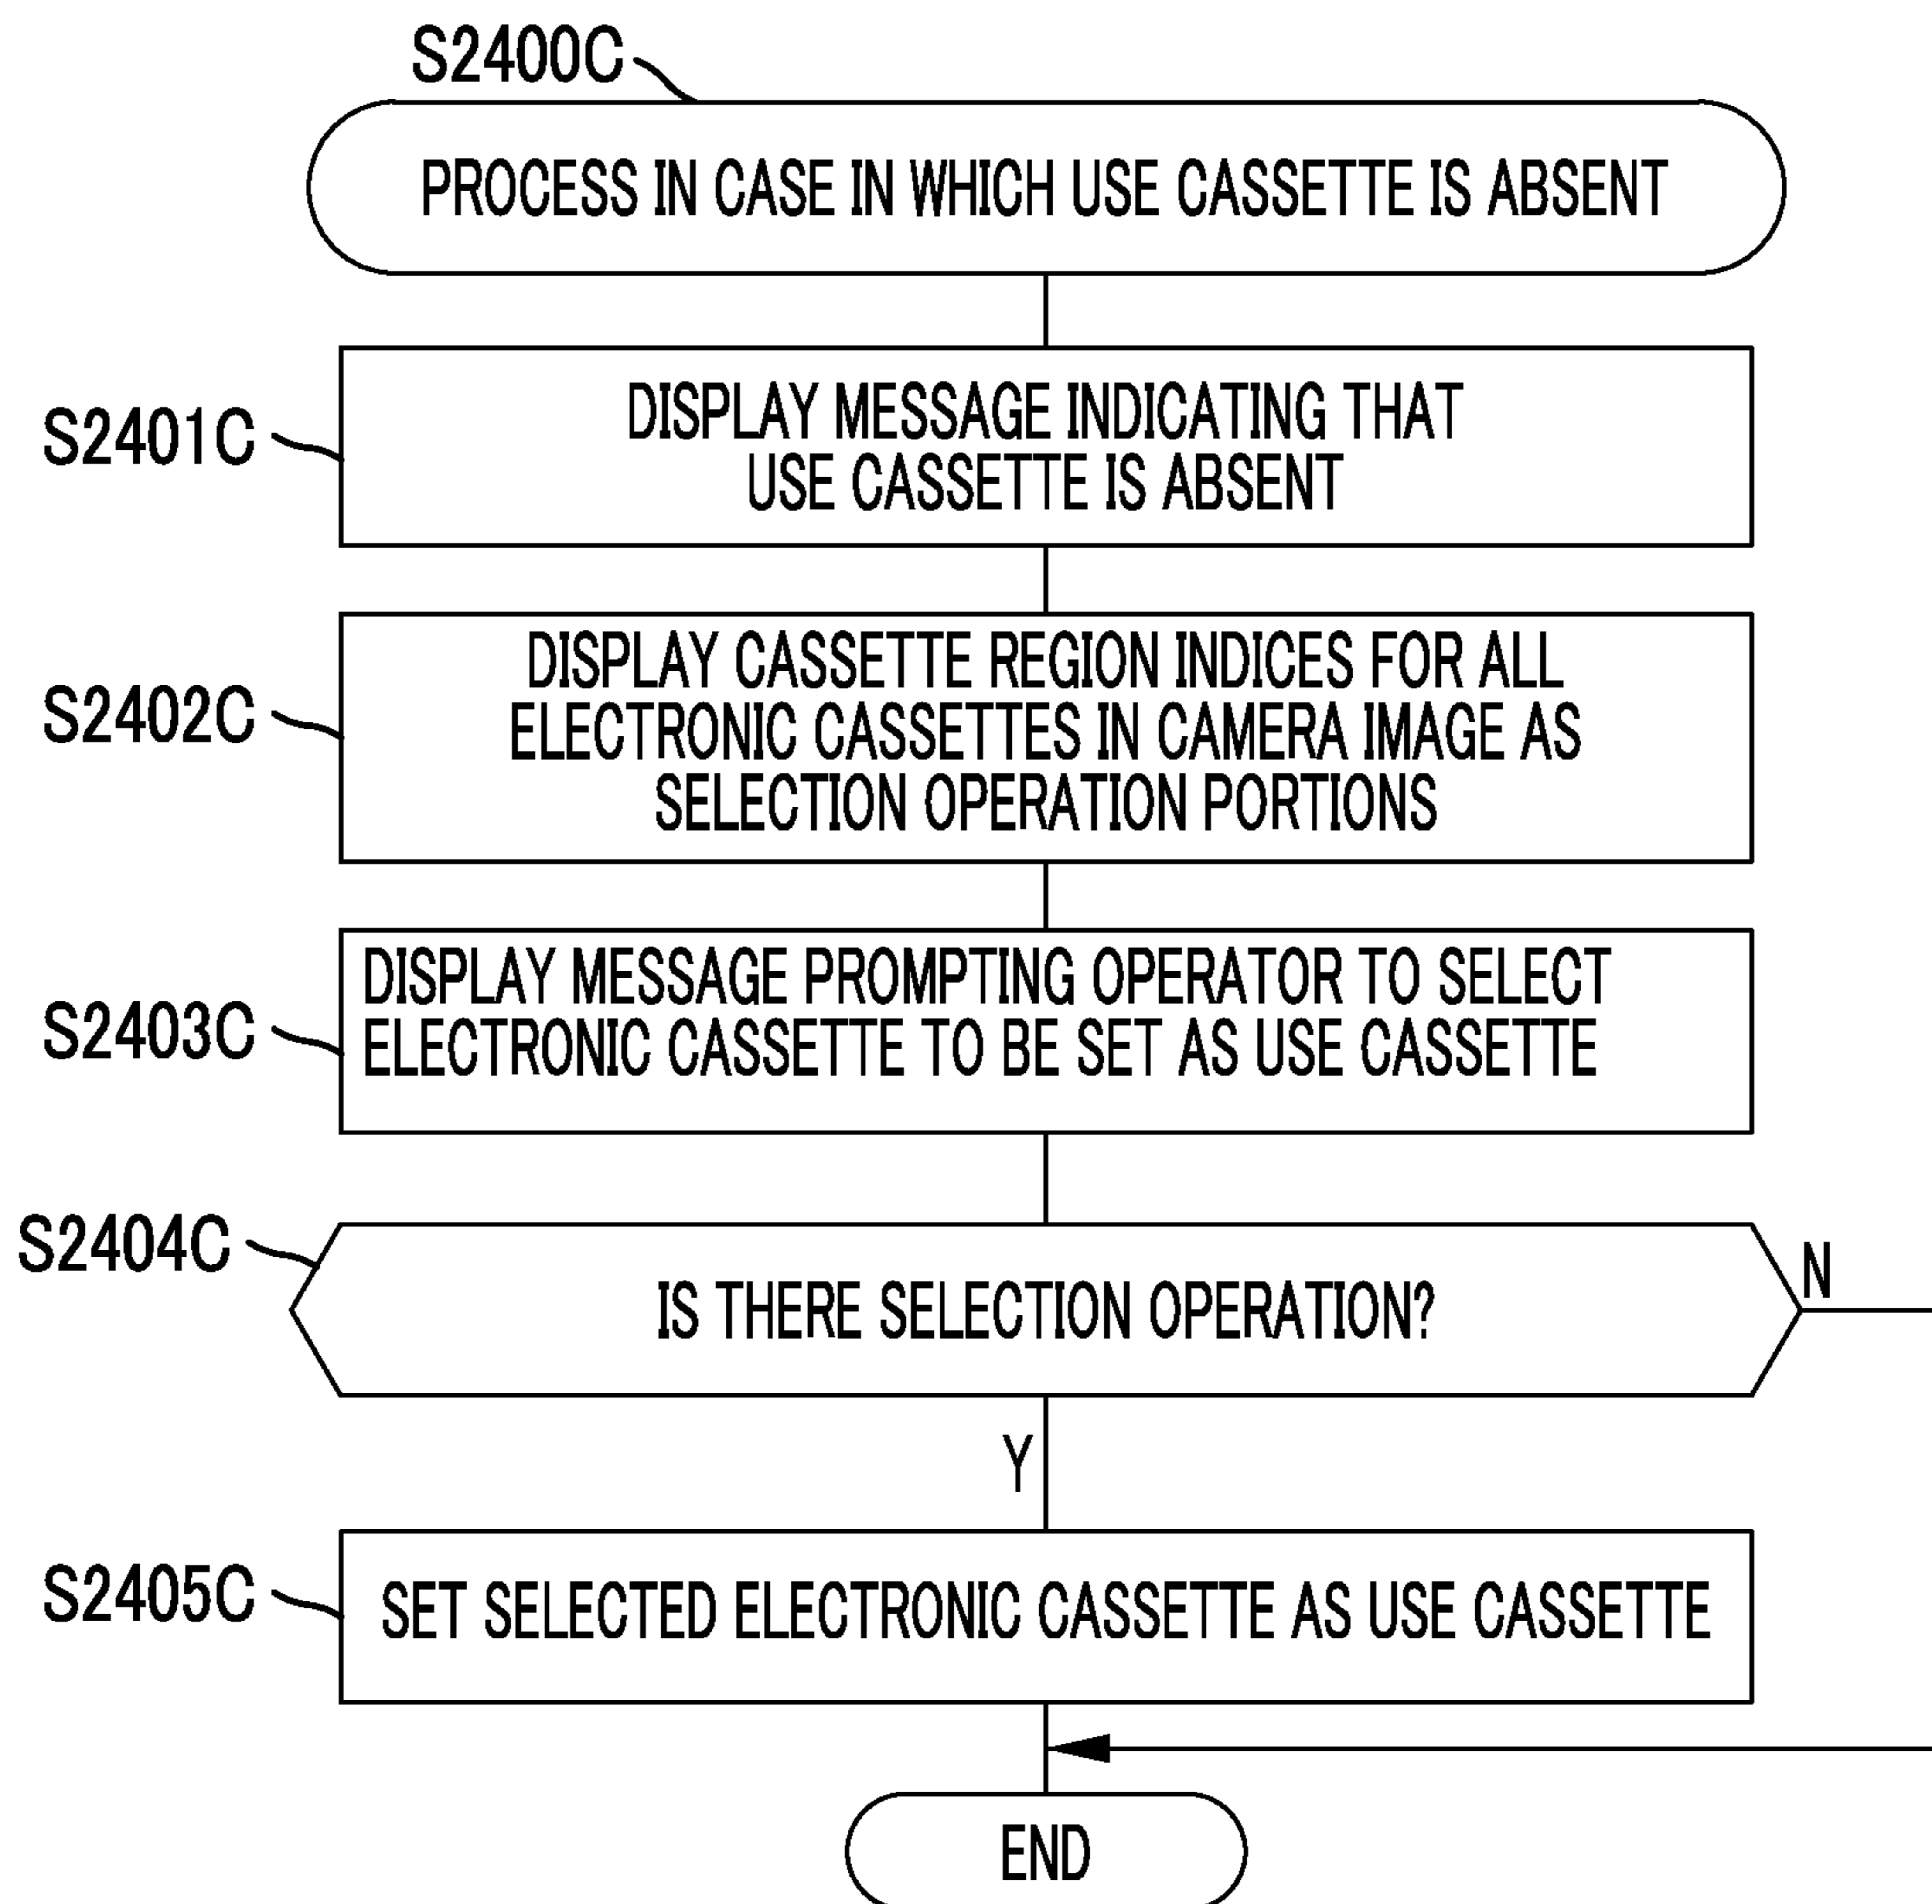 S2400C
PROCESS IN CASE IN WHICH USE CASSETTE IS ABSENT
S2401C
DISPLAY MESSAGE INDICATING THAT
USE CASSETTE IS ABSENT
S2402C
DISPLAY CASSETTE REGION INDICES FOR ALL
ELECTRONIC CASSETTES IN CAMERA IMAGE AS
SELECTION OPERATION PORTIONS
S2403C
DISPLAY MESSAGE PROMPTING OPERATOR TO SELECT
ELECTRONIC CASSETTE TO BE SET AS USE CASSETTE
S2404C
IS THERE SELECTION OPERATION?
N
Y
S2405C
SET SELECTED ELECTRONIC CASSETTE AS USE CASSETTE
END